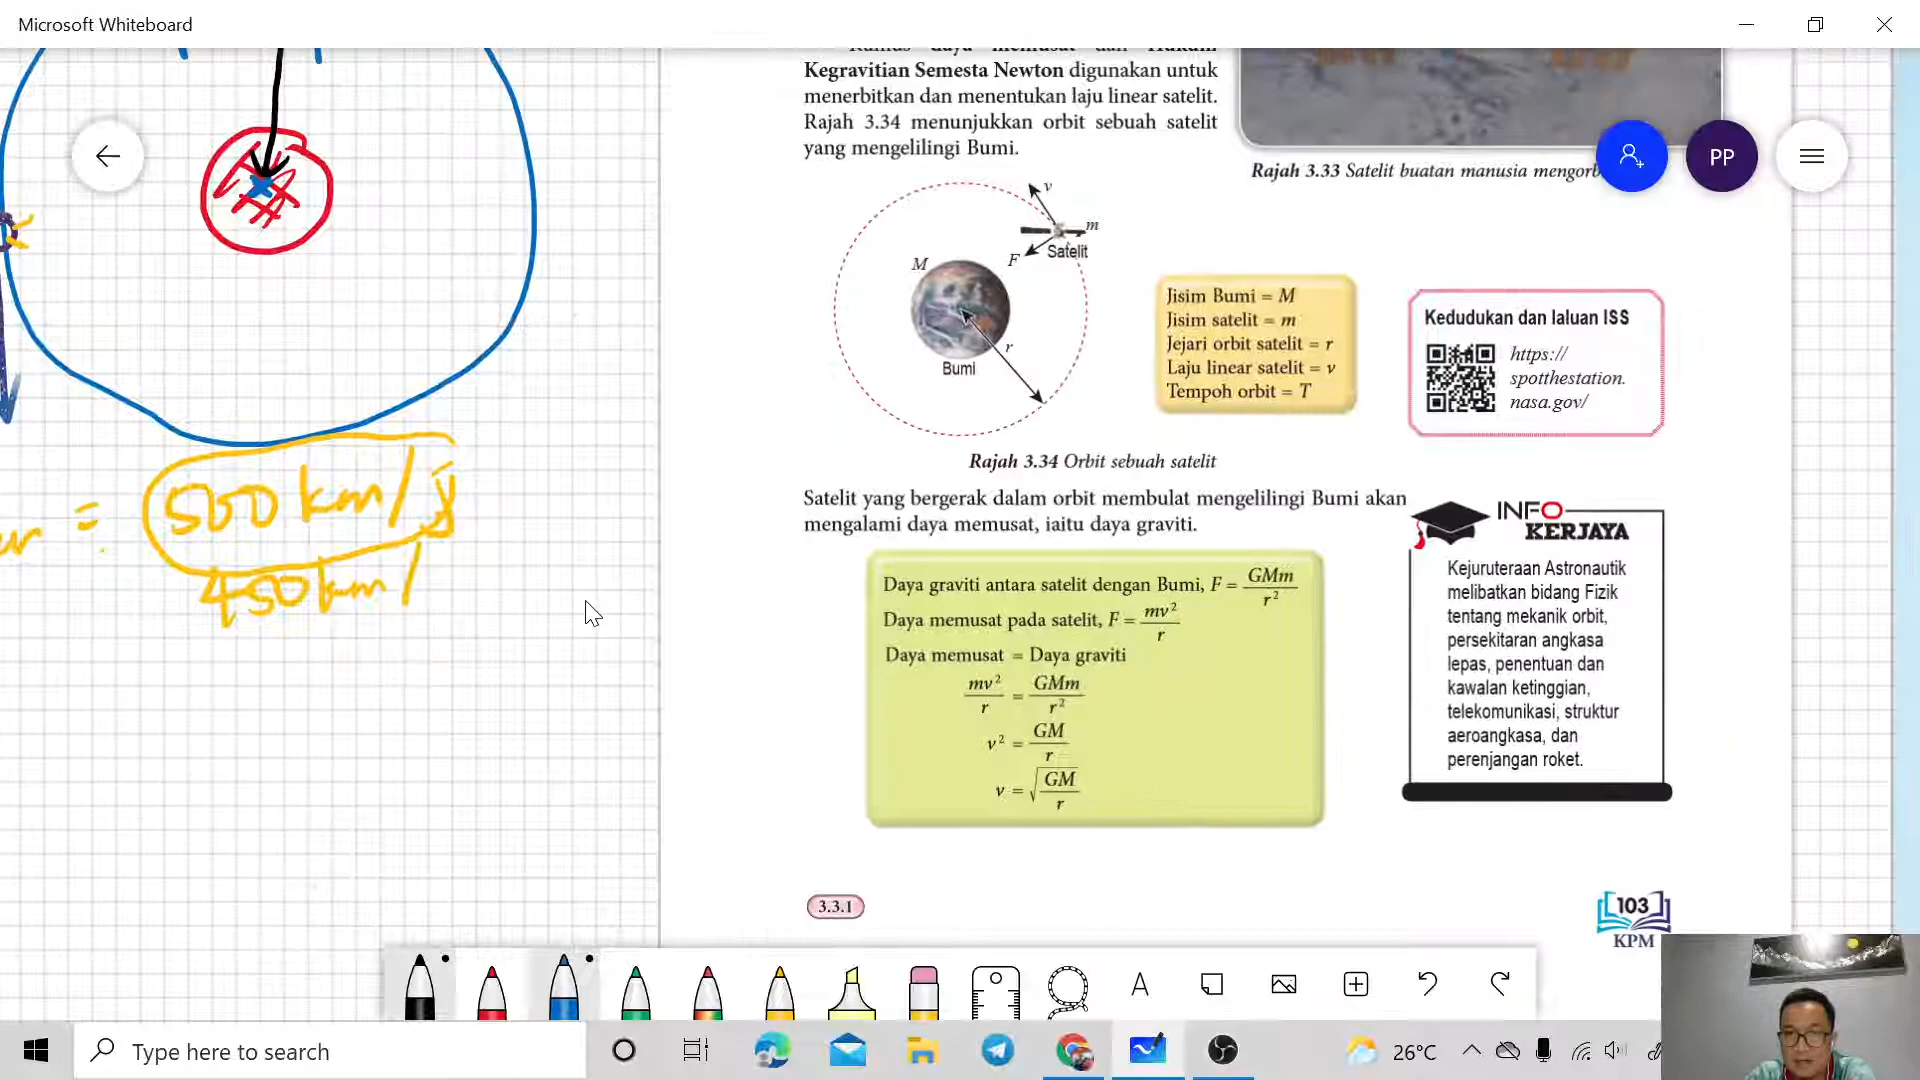 Microsoft Whiteboard
daya memusat dan Hukum
Kegravitian Semesta Newton digunakan untuk
menerbitkan dan menentukan laju linear satelit.
Rajah 3.34 menunjukkan orbit sebuah satelit
yang mengelilingi Bumi.
Rajah 3.33 Satelit buatan manusia
PP
v
m
Satelit
F
M
r
Bumi
Rajah 3.34 Orbit sebuah satelit
Jisim Bumi = M
Jisim satelit = m
Jejari orbit satelit = r
Laju linear satelit = v
Tempoh orbit = T
Kedudukan dan laluan ISS
https://
spotthestation.
nasa.gov/
= 500 km/j
450 km/
Satelit yang bergerak dalam orbit membulat mengelilingi Bumi akan
mengalami daya memusat, iaitu daya graviti.
Daya graviti antara satelit dengan Bumi, F = GMm/r²
Daya memusat pada satelit, F = mv²/r
Daya memusat = Daya graviti
mv²/r = GMm/r²
v² = GM/r
v = √(GM/r)
INFO
KERJAYA
Kejuruteraan Astronautik
melibatkan bidang Fizik
tentang mekanik orbit,
persekitaran angkasa
lepas, penentuan dan
kawalan ketinggian,
telekomunikasi, struktur
aeroangkasa, dan
perenjangan roket.
3.3.1
103
KPM
A
Type here to search
26°C